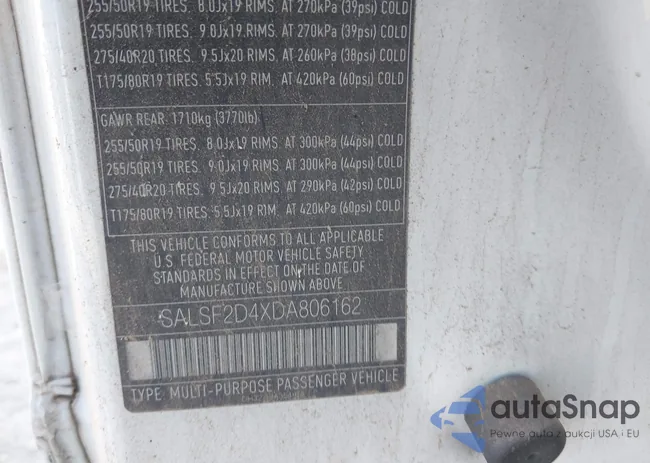 255/50R19 TIRES, 8.0Jx19 RIMS, AT 270kPa (39psi) COLD
255/50R19 TIRES, 9.0Jx19 RIMS, AT 270kPa (39psi) COLD
275/40R20 TIRES, 9.5Jx20 RIMS, AT 260kPa (38psi) COLD
T175/80R19 TIRES, 5.5Jx19 RIM, AT 420kPa (60psi) COLD
GAWR REAR: 1710kg (3770lb)
255/50R19 TIRES, 8.0Jx19 RIMS, AT 300kPa (44psi) COLD
255/50R19 TIRES, 9.0Jx19 RIMS, AT 300kPa (44psi) COLD
275/40R20 TIRES, 9.5Jx20 RIMS, AT 290kPa (42psi) COLD
T175/80R19 TIRES, 5.5Jx19 RIM, AT 420kPa (60psi) COLD
THIS VEHICLE CONFORMS TO ALL APPLICABLE
U.S. FEDERAL MOTOR VEHICLE SAFETY
STANDARDS IN EFFECT ON THE DATE OF
MANUFACTURE SHOWN ABOVE
SALSF2D4XDA806162
TYPE: MULTI-PURPOSE PASSENGER VEHICLE
autaSnap
Pewne auto z aukcji USA i EU